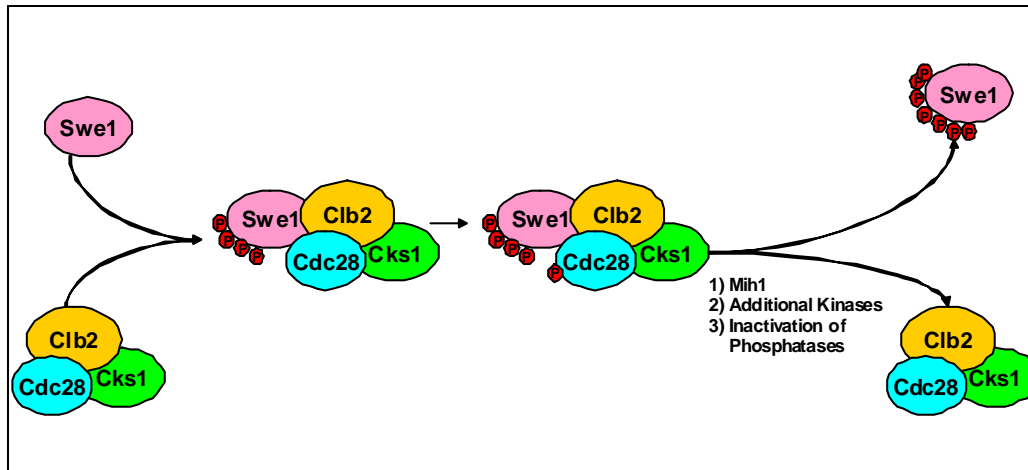 Swe1
Clb2
Cdc28
Cks1
Swe1
Clb2
Cdc28
Cks1
P
P
P
P
Swe1
Clb2
Cdc28
Cks1
P
P
P
P
P
1) Mih1
2) Additional Kinases
3) Inactivation of
Phosphatases
Swe1
P
P
P
P
P
P
P
P
Clb2
Cdc28
Cks1